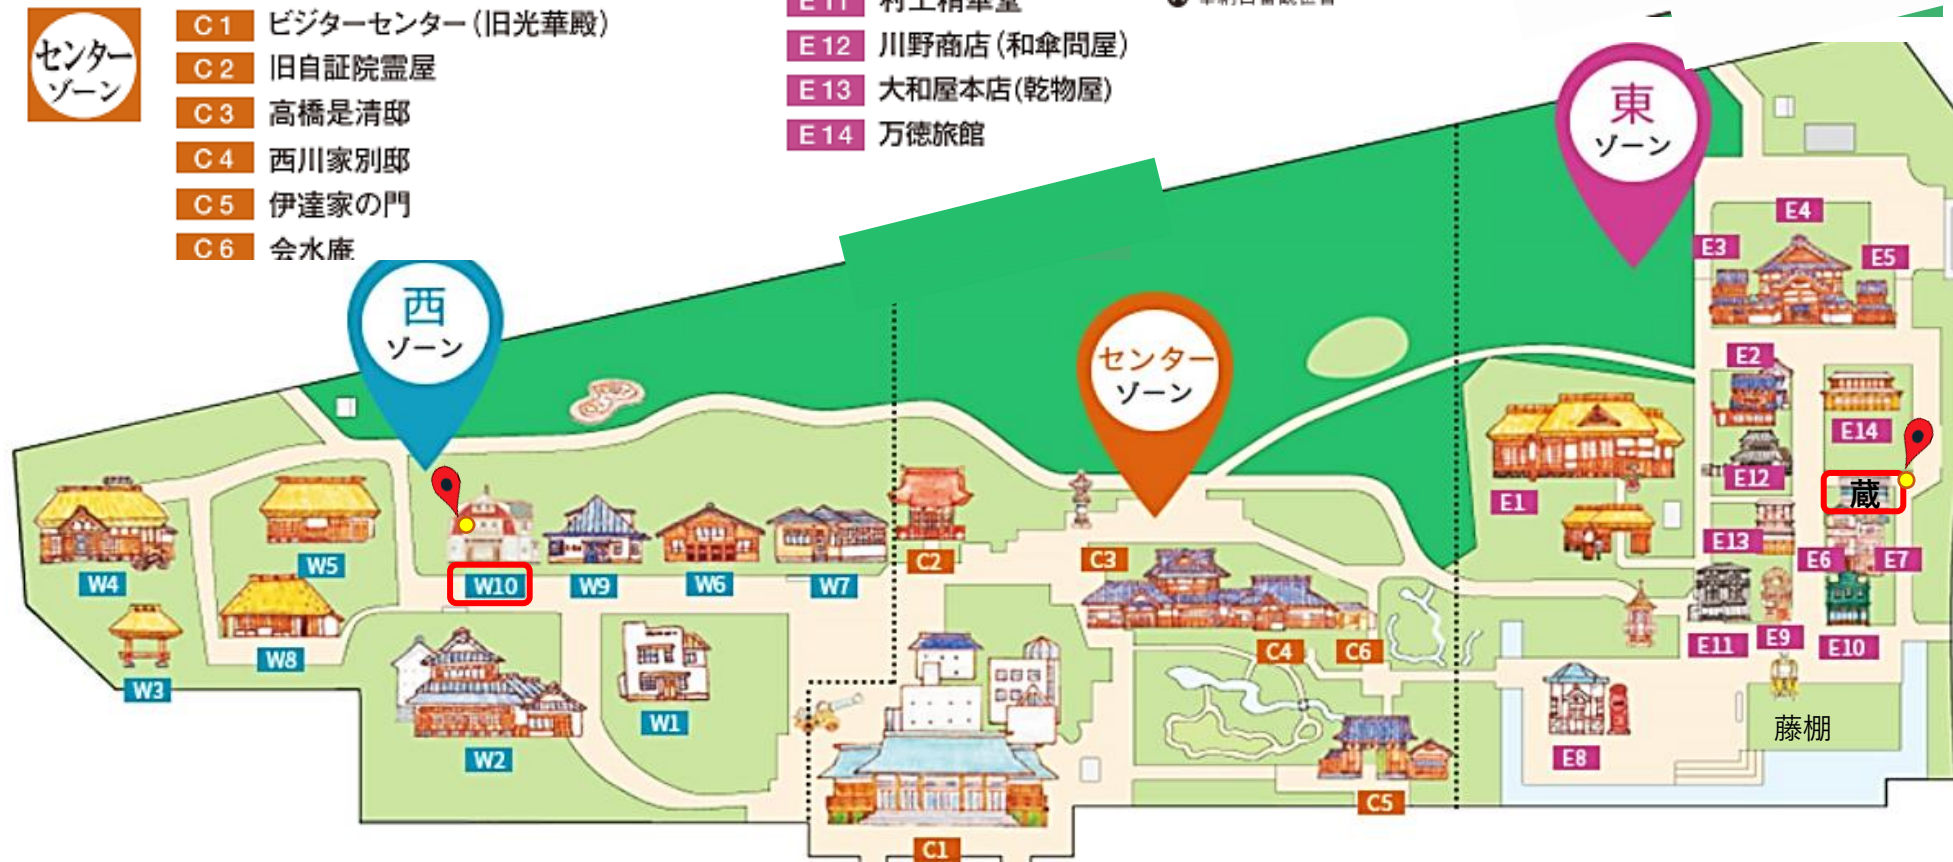 センター
ゾーン
C1 ビジターセンター(旧光華殿)
C2 旧自証院霊屋
C3 高橋是清邸
C4 西川家別邸
C5 伊達家の門
C6 会水庵
E11 村上精華堂
E12 川野商店(和傘問屋)
E13 大和屋本店(乾物屋)
E14 万徳旅館
東
ゾーン
西
ゾーン
センター
ゾーン
E4
E3
E5
E2
E14
E12
E1
蔵
E13
E6
E7
E11
E9
E10
藤棚
E8
C2
C3
C4
C6
C5
C1
W4
W5
W10
W9
W6
W7
W8
W3
W1
W2